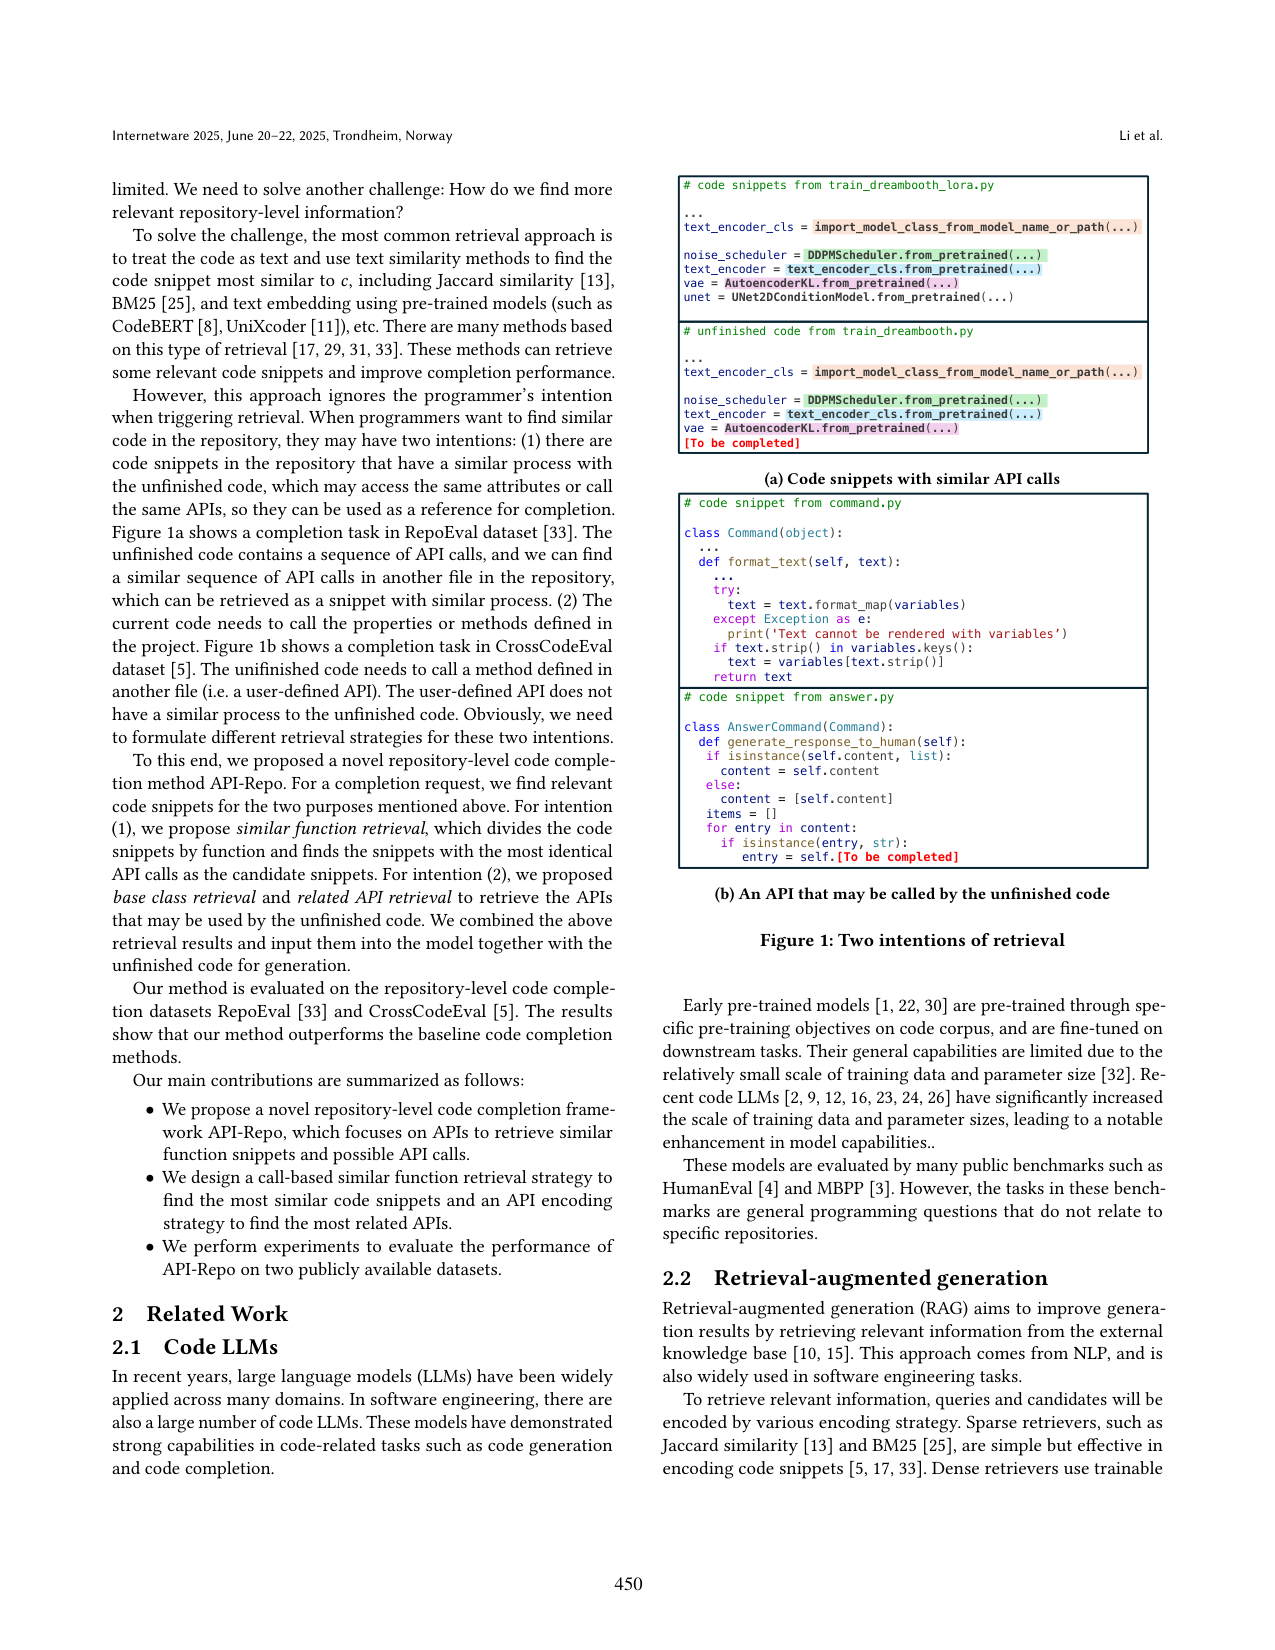 Internetware 2025, June 20–22, 2025, Trondheim, Norway
Li et al.
limited. We need to solve another challenge: How do we find more
relevant repository-level information?
To solve the challenge, the most common retrieval approach is
to treat the code as text and use text similarity methods to find the
code snippet most similar to c, including Jaccard similarity [13],
BM25 [25], and text embedding using pre-trained models (such as
CodeBERT [8], UniXcoder [11]), etc. There are many methods based
on this type of retrieval [17, 29, 31, 33]. These methods can retrieve
some relevant code snippets and improve completion performance.
However, this approach ignores the programmer's intention
when triggering retrieval. When programmers want to find similar
code in the repository, they may have two intentions: (1) there are
code snippets in the repository that have a similar process with
the unfinished code, which may access the same attributes or call
the same APIs, so they can be used as a reference for completion.
Figure 1a shows a completion task in RepoEval dataset [33]. The
unfinished code contains a sequence of API calls, and we can find
a similar sequence of API calls in another file in the repository,
which can be retrieved as a snippet with similar process. (2) The
current code needs to call the properties or methods defined in
the project. Figure 1b shows a completion task in CrossCodeEval
dataset [5]. The unifinished code needs to call a method defined in
another file (i.e. a user-defined API). The user-defined API does not
have a similar process to the unfinished code. Obviously, we need
to formulate different retrieval strategies for these two intentions.
To this end, we proposed a novel repository-level code comple-
tion method API-Repo. For a completion request, we find relevant
code snippets for the two purposes mentioned above. For intention
(1), we propose similar function retrieval, which divides the code
snippets by function and finds the snippets with the most identical
API calls as the candidate snippets. For intention (2), we proposed
base class retrieval and related API retrieval to retrieve the APIs
that may be used by the unfinished code. We combined the above
retrieval results and input them into the model together with the
unfinished code for generation.
Our method is evaluated on the repository-level code comple-
tion datasets RepoEval [33] and CrossCodeEval [5]. The results
show that our method outperforms the baseline code completion
methods.
Our main contributions are summarized as follows:
• We propose a novel repository-level code completion frame-
work API-Repo, which focuses on APIs to retrieve similar
function snippets and possible API calls.
• We design a call-based similar function retrieval strategy to
find the most similar code snippets and an API encoding
strategy to find the most related APIs.
• We perform experiments to evaluate the performance of
API-Repo on two publicly available datasets.
2 Related Work
2.1 Code LLMs
In recent years, large language models (LLMs) have been widely
applied across many domains. In software engineering, there are
also a large number of code LLMs. These models have demonstrated
strong capabilities in code-related tasks such as code generation
and code completion.
# code snippets from train_dreambooth_lora.py
...
text_encoder_cls = import_model_class_from_model_name_or_path(...)
noise_scheduler = DDPMScheduler.from_pretrained(...)
text_encoder = text_encoder_cls.from_pretrained(...)
vae = AutoencoderKL.from_pretrained(...)
unet = UNet2DConditionModel.from_pretrained(...)
# unfinished code from train_dreambooth.py
...
text_encoder_cls = import_model_class_from_model_name_or_path(...)
noise_scheduler = DDPMScheduler.from_pretrained(...)
text_encoder = text_encoder_cls.from_pretrained(...)
vae = AutoencoderKL.from_pretrained(...)
[To be completed]
(a) Code snippets with similar API calls
# code snippet from command.py
class Command(object):
...
def format_text(self, text):
...
try:
text = text.format_map(variables)
except Exception as e:
print('Text cannot be rendered with variables’)
if text.strip() in variables.keys():
text = variables[text.strip()]
return text
# code snippet from answer.py
class AnswerCommand(Command):
def generate_response_to_human(self):
if isinstance(self.content, list):
content = self.content
else:
content = [self.content]
items = []
for entry in content:
if isinstance(entry, str):
entry = self.[To be completed]
(b) An API that may be called by the unfinished code
Figure 1: Two intentions of retrieval
Early pre-trained models [1, 22, 30] are pre-trained through spe-
cific pre-training objectives on code corpus, and are fine-tuned on
downstream tasks. Their general capabilities are limited due to the
relatively small scale of training data and parameter size [32]. Re-
cent code LLMs [2, 9, 12, 16, 23, 24, 26] have significantly increased
the scale of training data and parameter sizes, leading to a notable
enhancement in model capabilities..
These models are evaluated by many public benchmarks such as
HumanEval [4] and MBPP [3]. However, the tasks in these bench-
marks are general programming questions that do not relate to
specific repositories.
2.2 Retrieval-augmented generation
Retrieval-augmented generation (RAG) aims to improve genera-
tion results by retrieving relevant information from the external
knowledge base [10, 15]. This approach comes from NLP, and is
also widely used in software engineering tasks.
To retrieve relevant information, queries and candidates will be
encoded by various encoding strategy. Sparse retrievers, such as
Jaccard similarity [13] and BM25 [25], are simple but effective in
encoding code snippets [5, 17, 33]. Dense retrievers use trainable
450